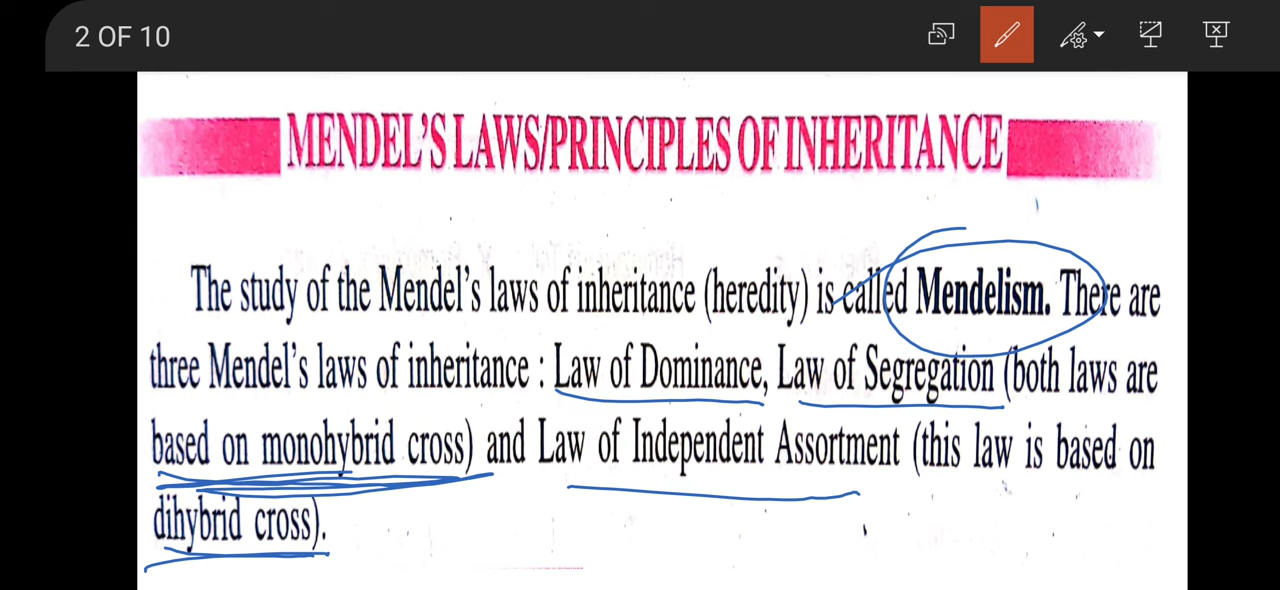 2 OF 10
MENDEL'S LAWS/PRINCIPLES OF INHERITANCE
The study of the Mendel's laws of inheritance (heredity) is called Mendelism. There are
three Mendel's laws of inheritance : Law of Dominance, Law of Segregation (both laws are
based on monohybrid cross) and Law of Independent Assortment (this law is based on
dihybrid cross).